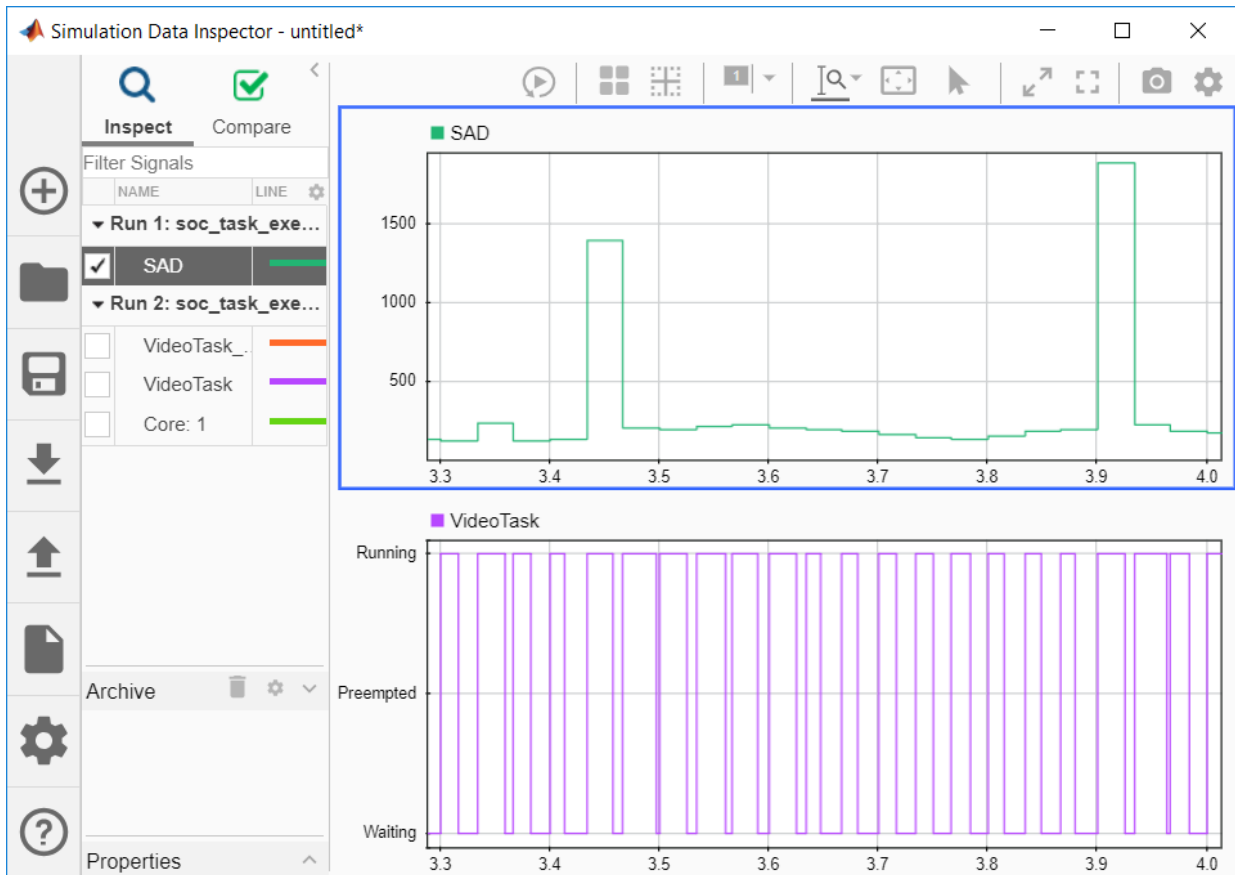 Simulation Data Inspector - untitled*
Inspect Compare
Filter Signals
NAME LINE
Run 1: soc_task_exe...
SAD
Run 2: soc_task_exe...
VideoTask_...
VideoTask
Core: 1
Archive
Properties
1
SAD
1500
1000
500
3.3 3.4 3.5 3.6 3.7 3.8 3.9 4.0
VideoTask
Running
Preempted
Waiting
3.3 3.4 3.5 3.6 3.7 3.8 3.9 4.0